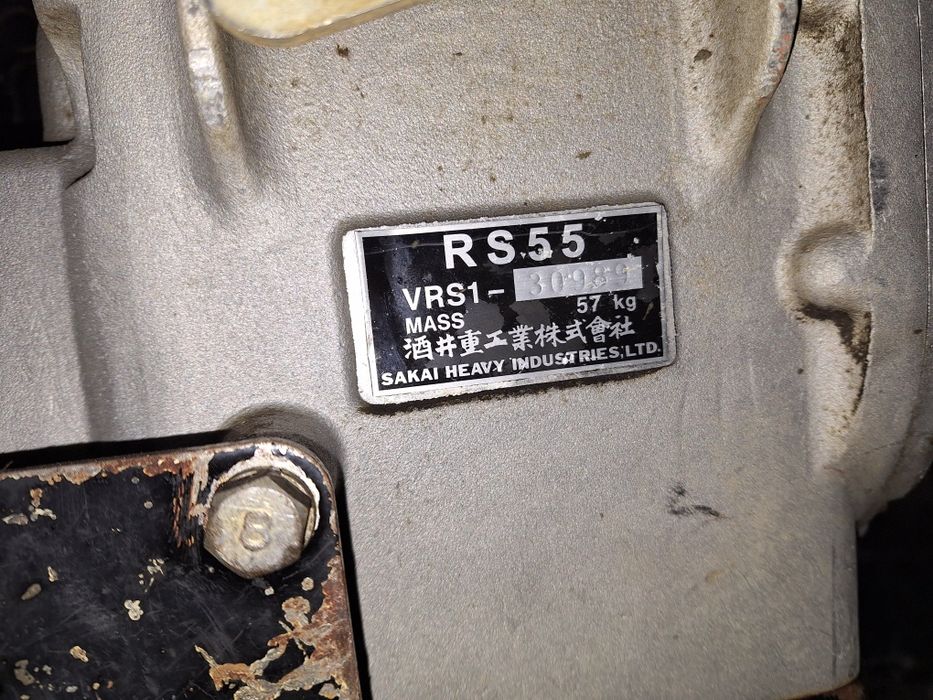 RS55
VRS1-30989
57 kg
MASS
酒井重工業株式會社
SAKAI HEAVY INDUSTRIES,LTD.
8